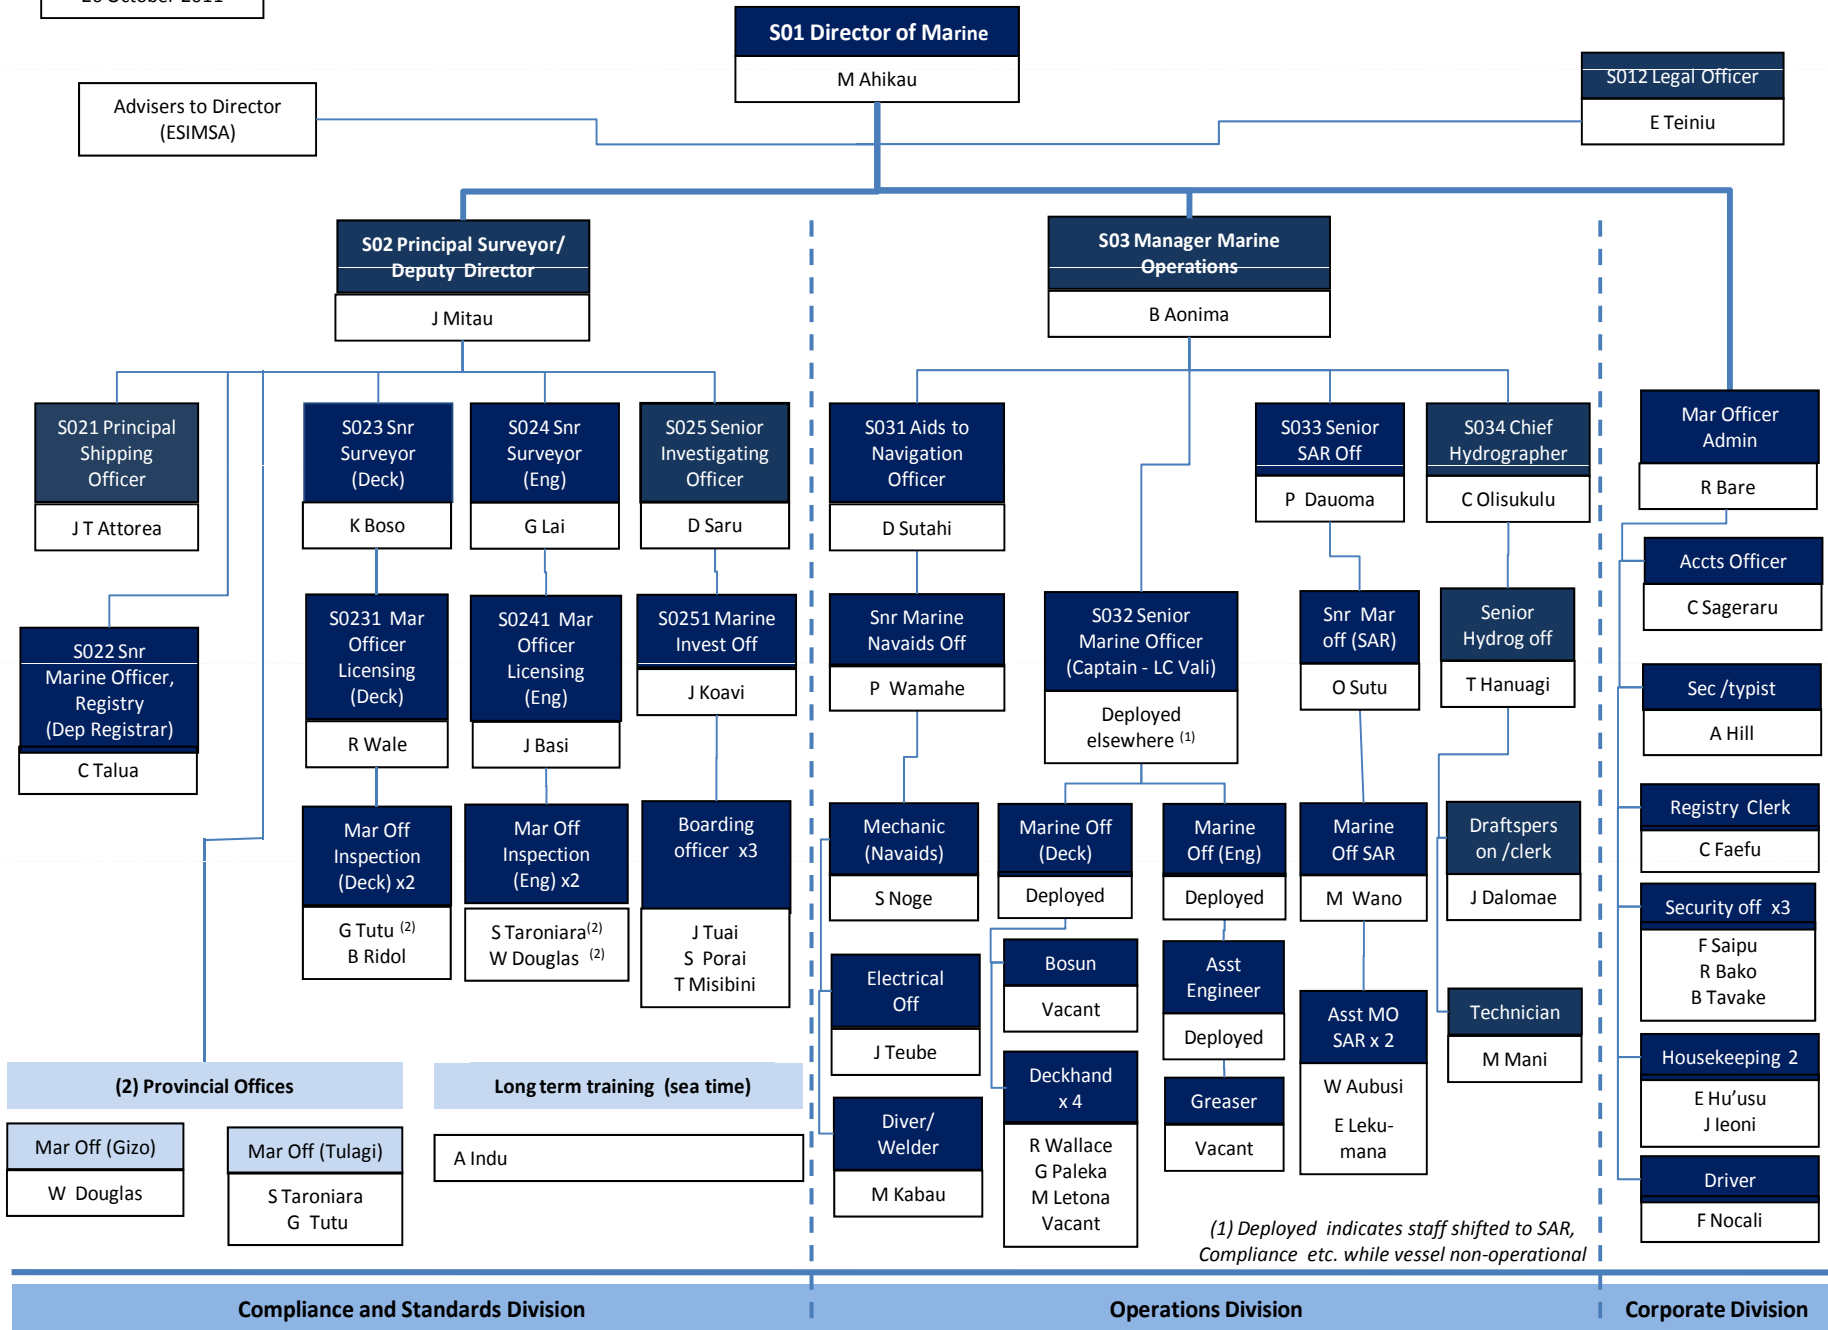 26 October 2011
S01 Director of Marine
M Ahikau
Advisers to Director
(ESIMSA)
S012 Legal Officer
E Teiniu
S02 Principal Surveyor/
Deputy Director
J Mitau
S03 Manager Marine
Operations
B Aonima
S021 Principal
Shipping
Officer
J T Attorea
S022 Snr
Marine Officer,
Registry
(Dep Registrar)
C Talua
S023 Snr
Surveyor
(Deck)
K Boso
S0231 Mar
Officer
Licensing
(Deck)
R Wale
Mar Off
Inspection
(Deck) x2
G Tutu (2)
B Ridol
S024 Snr
Surveyor
(Eng)
G Lai
S0241 Mar
Officer
Licensing
(Eng)
J Basi
Mar Off
Inspection
(Eng) x2
S Taroniara(2)
W Douglas (2)
S025 Senior
Investigating
Officer
D Saru
S0251 Marine
Invest Off
J Koavi
Boarding
officer x3
J Tuai
S Porai
T Misibini
(2) Provincial Offices
Mar Off (Gizo)
W Douglas
Mar Off (Tulagi)
S Taroniara
G Tutu
Long term training (sea time)
A Indu
S031 Aids to
Navigation
Officer
D Sutahi
Snr Marine
Navaids Off
P Wamahe
Mechanic
(Navaids)
S Noge
Electrical
Off
J Teube
Diver/
Welder
M Kabau
S032 Senior
Marine Officer
(Captain - LC Vali)
Deployed
elsewhere (1)
Marine Off
(Deck)
Deployed
Bosun
Vacant
Deckhand
x 4
R Wallace
G Paleka
M Letona
Vacant
Marine
Off (Eng)
Deployed
Asst
Engineer
Deployed
Greaser
Vacant
S033 Senior
SAR Off
P Dauoma
Snr Mar
off (SAR)
O Sutu
Marine
Off SAR
M Wano
Asst MO
SAR x 2
W Aubusi
E Leku-
mana
S034 Chief
Hydrographer
C Olisukulu
Senior
Hydrog off
T Hanuagi
Draftspers
on /clerk
J Dalomae
Technician
M Mani
Mar Officer
Admin
R Bare
Accts Officer
C Sageraru
Sec /typist
A Hill
Registry Clerk
C Faefu
Security off x3
F Saipu
R Bako
B Tavake
Housekeeping 2
E Hu’usu
J Ieoni
Driver
F Nocali
(1) Deployed indicates staff shifted to SAR,
Compliance etc. while vessel non-operational
Compliance and Standards Division
Operations Division
Corporate Division